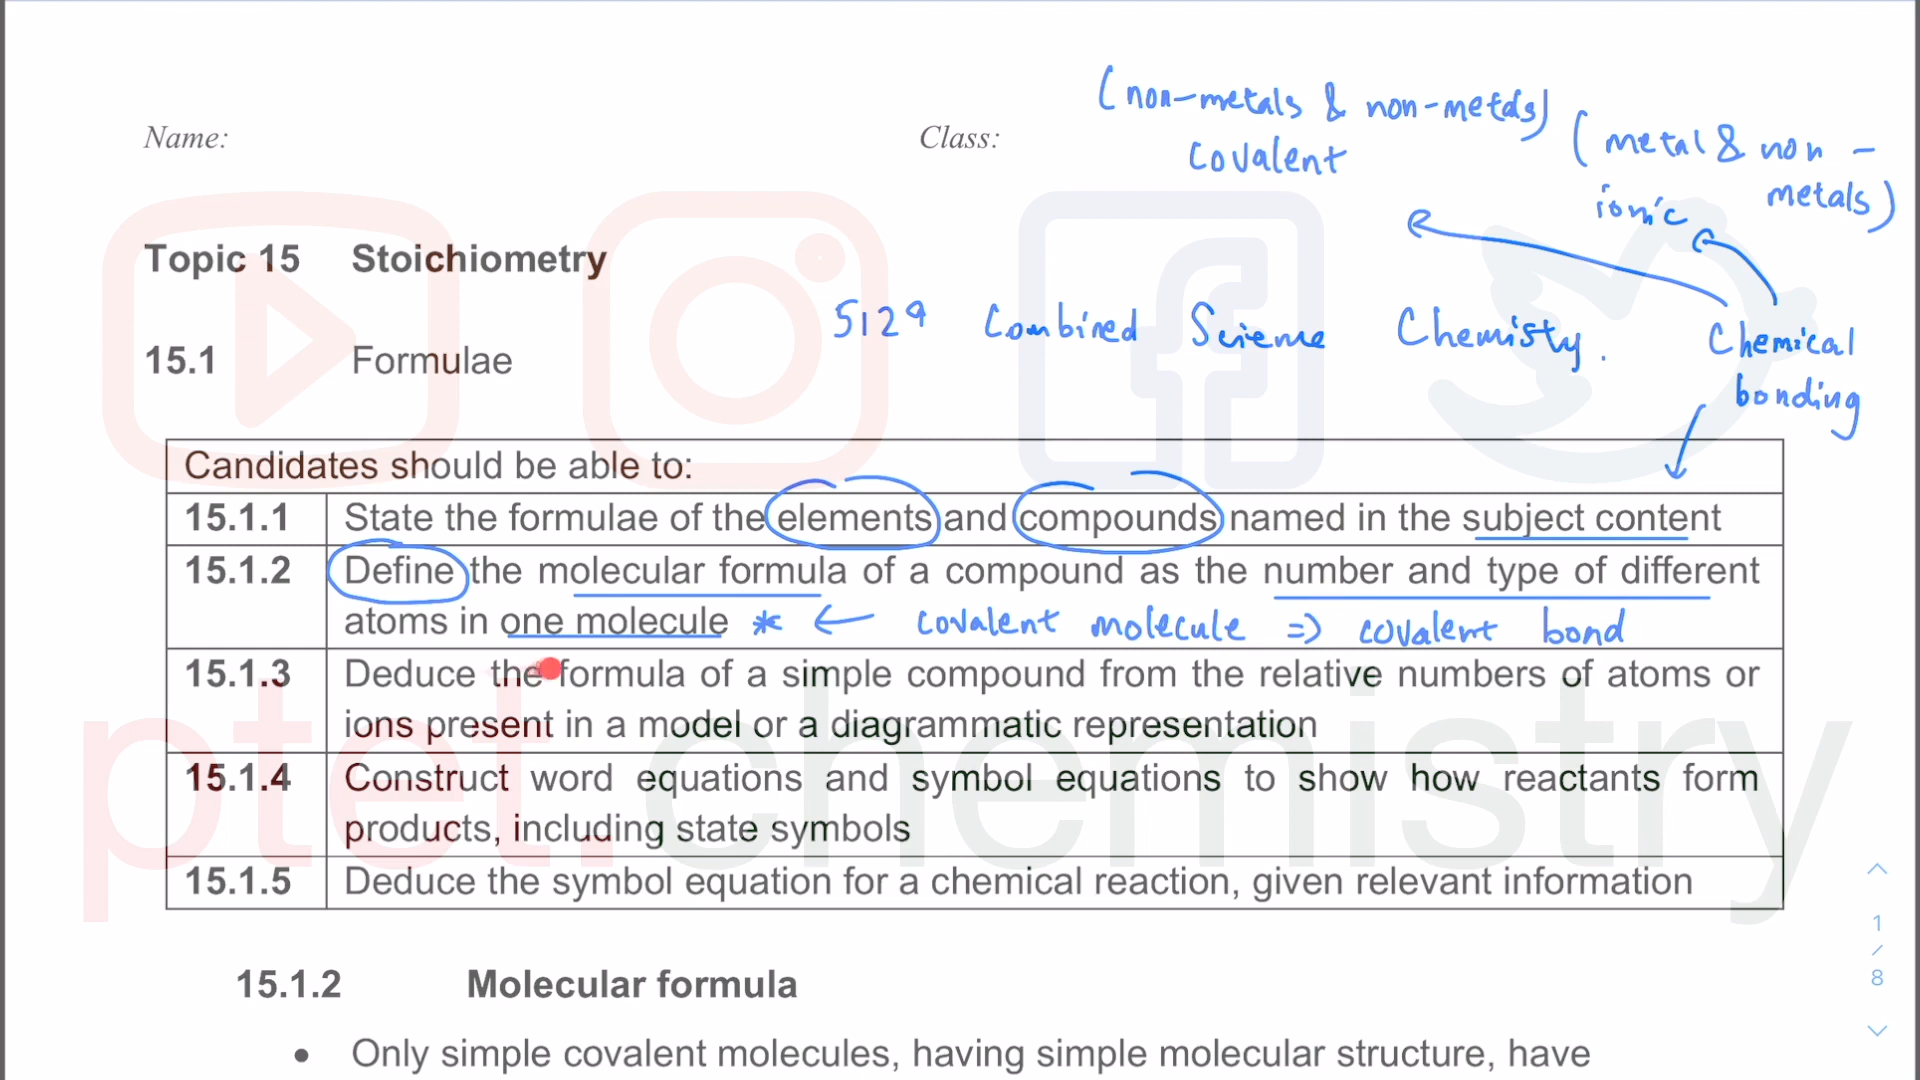 (non-metals & non-metals)
covalent
(metal & non-
metals)
ionic
Name: Class:
Topic 15 Stoichiometry
5129 Combined Science Chemisty.
Chemical
bonding
15.1 Formulae
Candidates should be able to:
15.1.1 State the formulae of the elements and compounds named in the subject content
15.1.2 Define the molecular formula of a compound as the number and type of different
atoms in one molecule * ← covalent molecule => covalent bond
15.1.3 Deduce the formula of a simple compound from the relative numbers of atoms or
ions present in a model or a diagrammatic representation
15.1.4 Construct word equations and symbol equations to show how reactants form
products, including state symbols
15.1.5 Deduce the symbol equation for a chemical reaction, given relevant information
ptel.chemistry
1
/
8
15.1.2 Molecular formula
• Only simple covalent molecules, having simple molecular structure, have